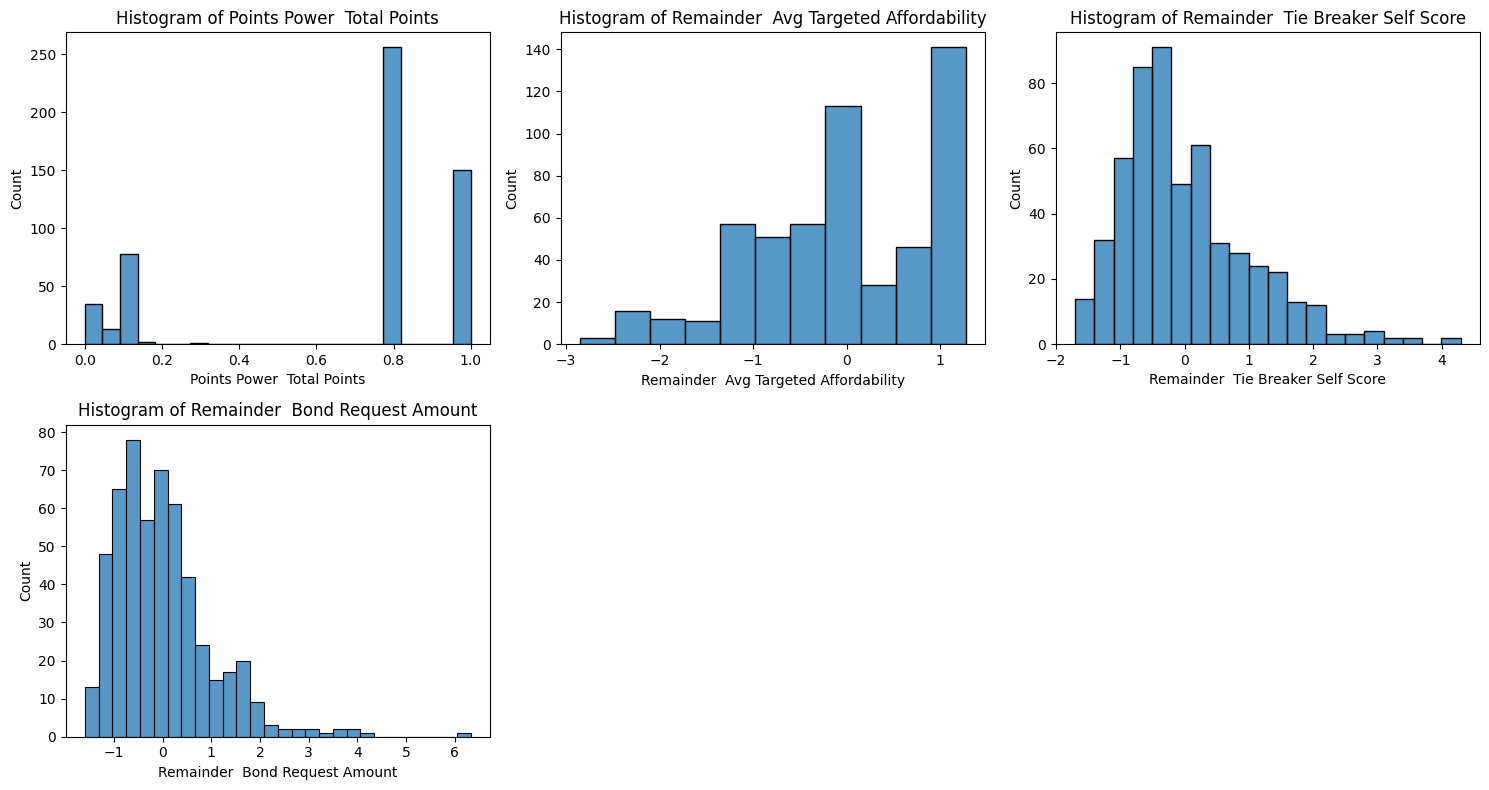 Histogram of Points Power  Total Points
250
200
150
100
50
0
Count
0.0 0.2 0.4 0.6 0.8 1.0
Points Power  Total Points
Histogram of Remainder  Avg Targeted Affordability
140
120
100
80
60
40
20
0
Count
−3 −2 −1 0 1
Remainder  Avg Targeted Affordability
Histogram of Remainder  Tie Breaker Self Score
80
60
40
20
0
Count
−2 −1 0 1 2 3 4
Remainder  Tie Breaker Self Score
Histogram of Remainder  Bond Request Amount
80
70
60
50
40
30
20
10
0
Count
−1 0 1 2 3 4 5 6
Remainder  Bond Request Amount